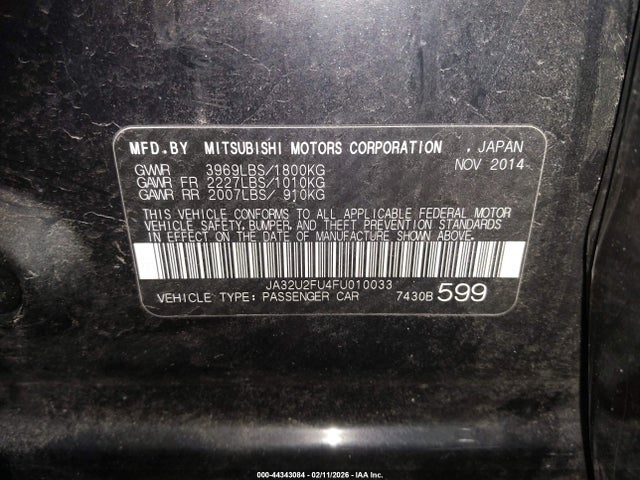 MFD.BY MITSUBISHI MOTORS CORPORATION , JAPAN
GVWR 3969LBS/1800KG NOV 2014
GAWR FR 2227LBS/1010KG
GAWR RR 2007LBS/ 910KG
THIS VEHICLE CONFORMS TO ALL APPLICABLE FEDERAL MOTOR
VEHICLE SAFETY, BUMPER, AND THEFT PREVENTION STANDARDS
IN EFFECT ON THE DATE OF MANUFACTURE SHOWN ABOVE.
JA32U2FU4FU010033
VEHICLE TYPE: PASSENGER CAR 7430B 599
000-44343084 - 02/11/2026 - © IAA Inc.